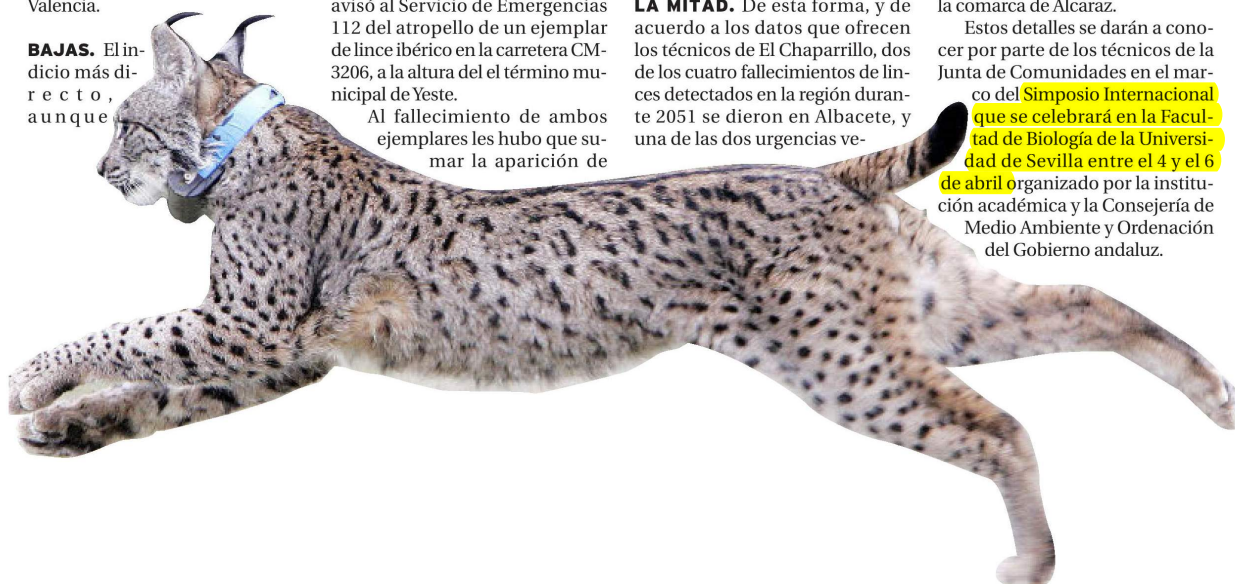 Valencia.
BAJAS. El in-
dicio más di-
recto,
aunque
avisó al Servicio de Emergencias
112 del atropello de un ejemplar
de lince ibérico en la carretera CM-
3206, a la altura del el término mu-
nicipal de Yeste.
Al fallecimiento de ambos
ejemplares les hubo que su-
mar la aparición de
LA MITAD. De esta forma, y de
acuerdo a los datos que ofrecen
los técnicos de El Chaparrillo, dos
de los cuatro fallecimientos de lin-
ces detectados en la región duran-
te 2051 se dieron en Albacete, y
una de las dos urgencias ve-
la comarca de Alcaraz.
Estos detalles se darán a cono-
cer por parte de los técnicos de la
Junta de Comunidades en el mar-
co del Simposio Internacional
que se celebrará en la Facul-
tad de Biología de la Universi-
dad de Sevilla entre el 4 y el 6
de abril organizado por la institu-
ción académica y la Consejería de
Medio Ambiente y Ordenación
del Gobierno andaluz.